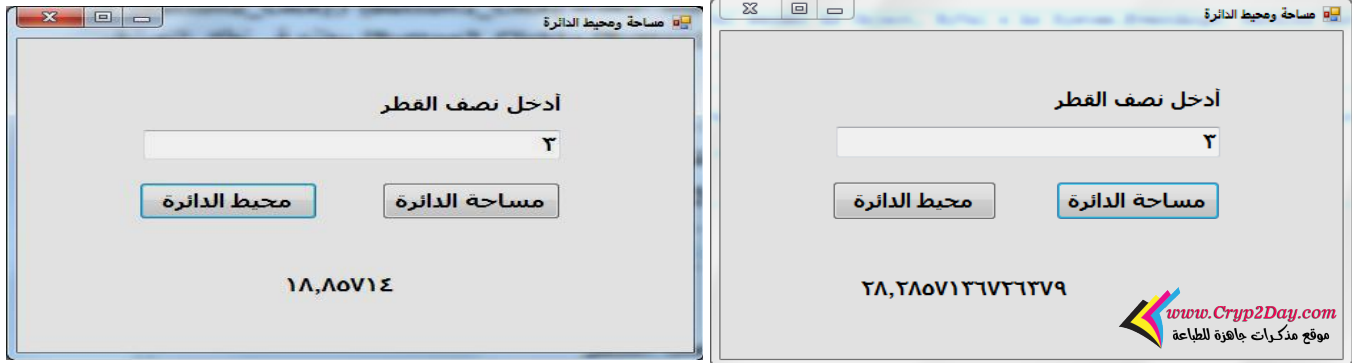 مساحة ومحيط الدائرة
أدخل نصف القطر
٣
مساحة الدائرة
محيط الدائرة
١٨,٨٥٧١٤
مساحة ومحيط الدائرة
أدخل نصف القطر
٣
مساحة الدائرة
محيط الدائرة
٢٨,٢٨٥٧١٣٦٧٢٦٣٧٩
www.Cryp2Day.com
موقع مذكرات جاهزة للطباعة